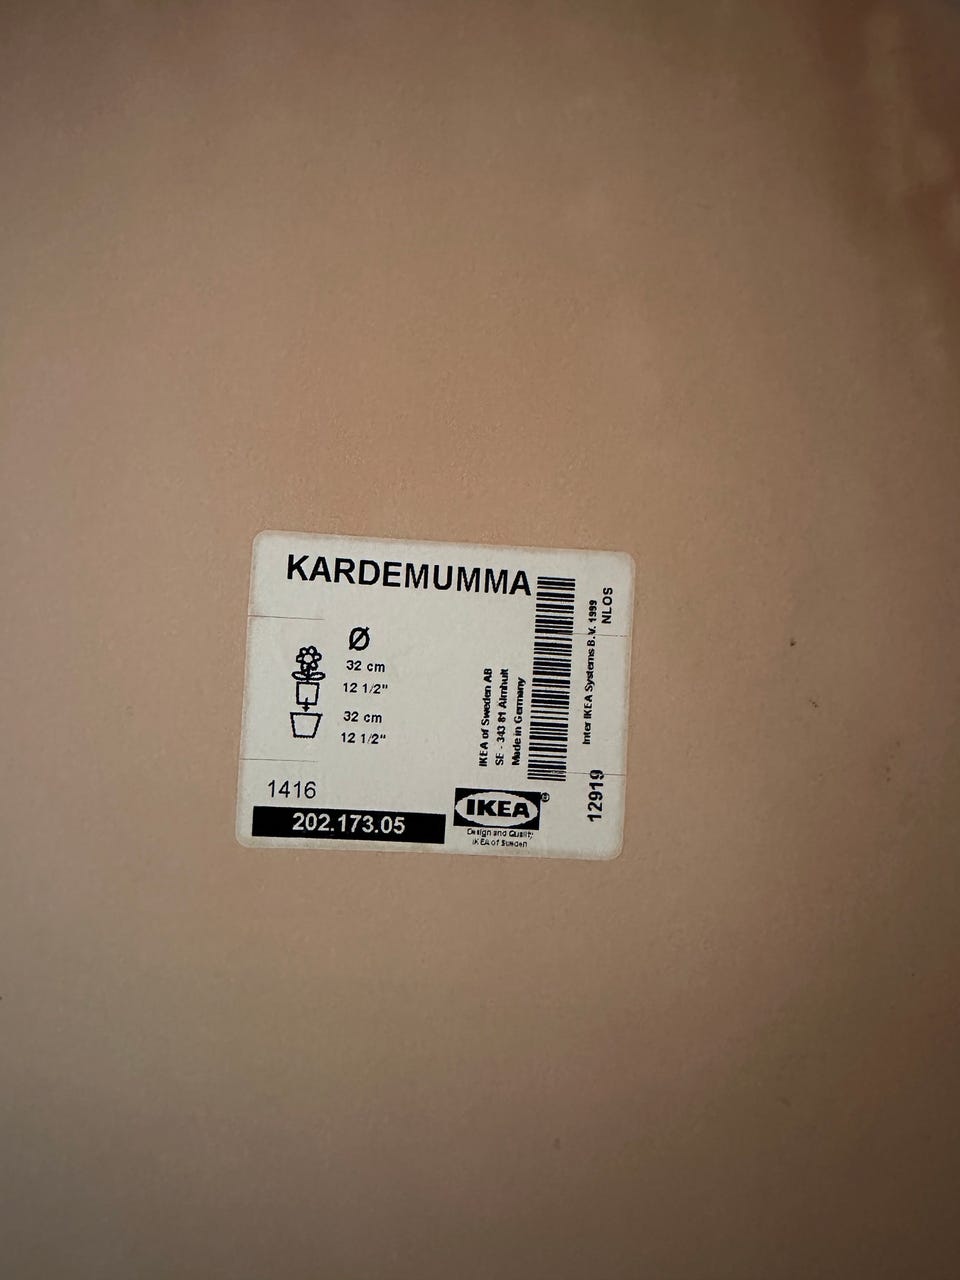 KARDEMUMMA
Ø
32 cm
12 1/2"
32 cm
12 1/2"
1416
202.173.05
IKEA of Sweden AB
SE - 343 81 Älmhult
Made in Germany
IKEA®
Design and Quality
IKEA of Sweden
Inter IKEA Systems B.V. 1999
NLOS
12919